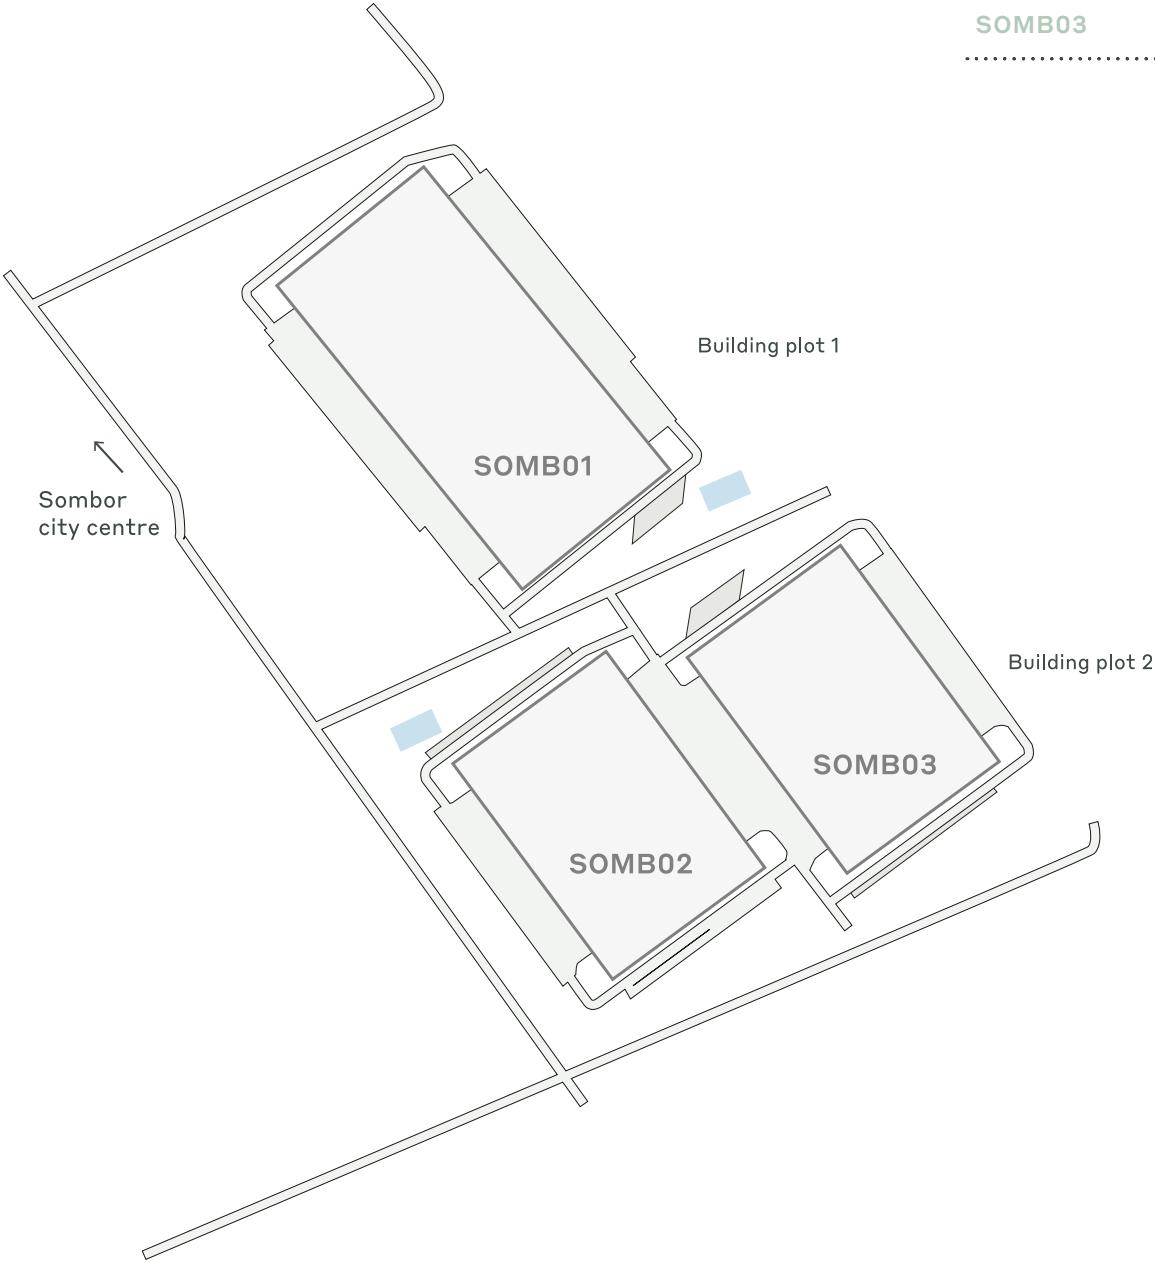 SOMB03
Building plot 1
SOMB01
Sombor
city centre
Building plot 2
SOMB03
SOMB02